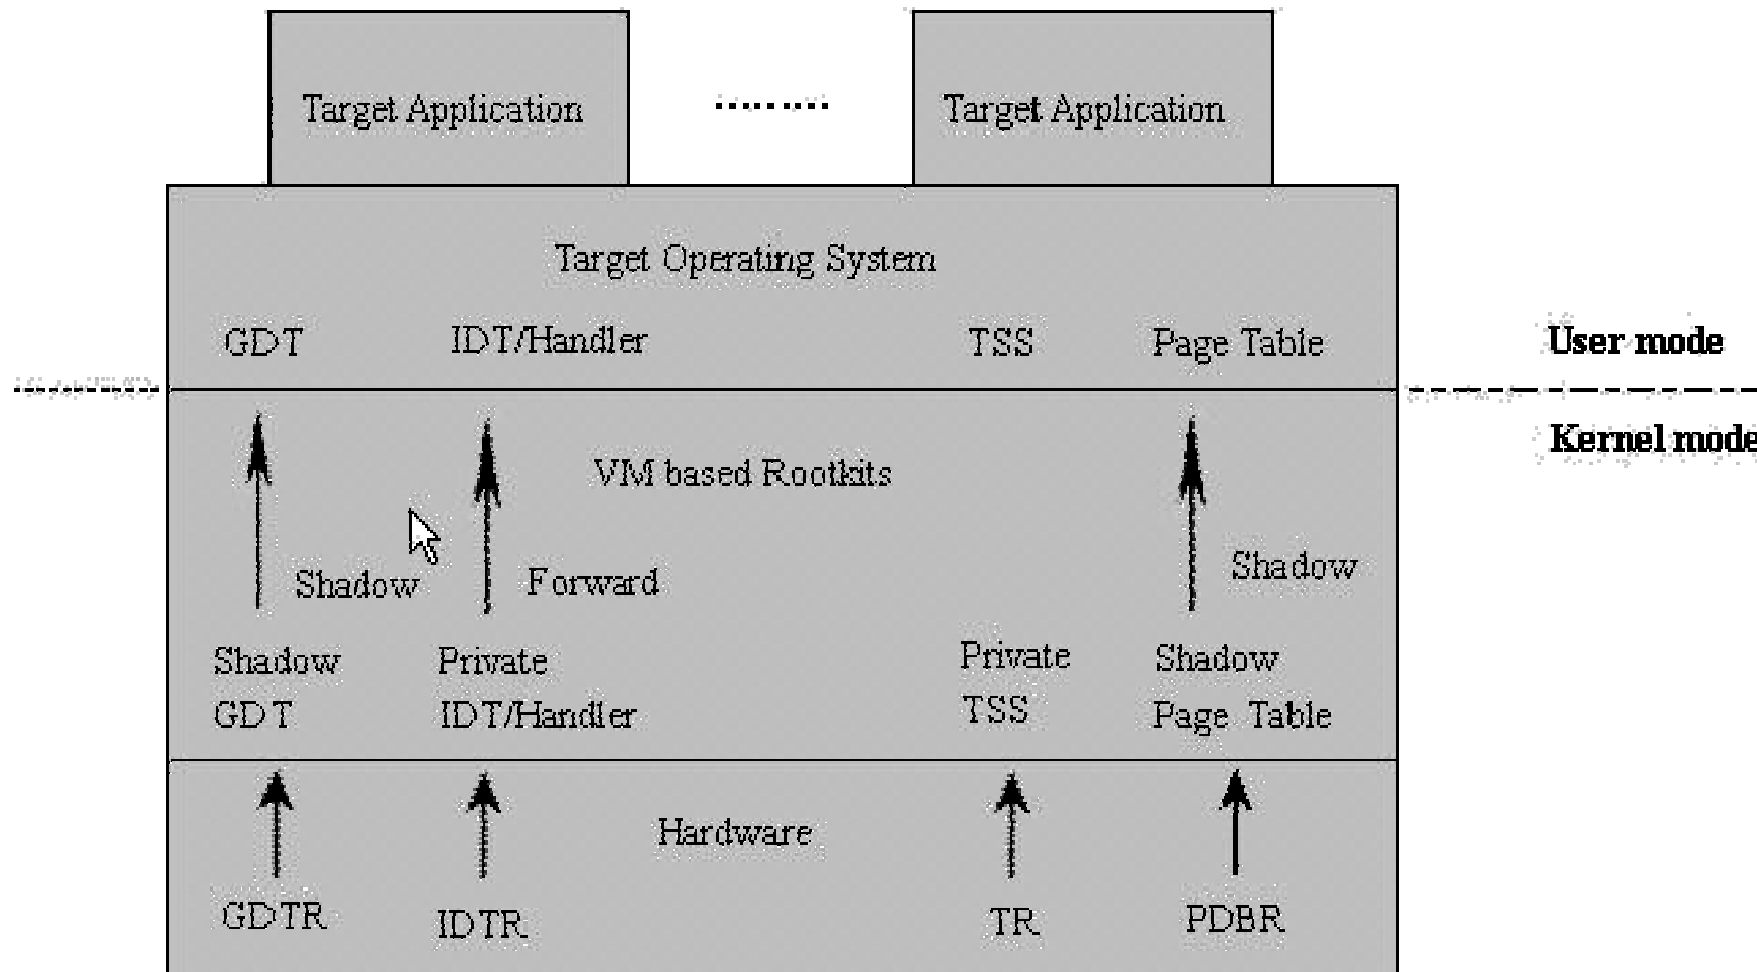 Target Application
Target Application
Target Operating System
GDT
IDT/Handler
TSS
Page Table
User mode
Kernel mode
VM based Rootkits
Shadow
Forward
Shadow
Shadow
GDT
Private
IDT/Handler
Private
TSS
Shadow
Page Table
Hardware
GDTR
IDTR
TR
PDBR